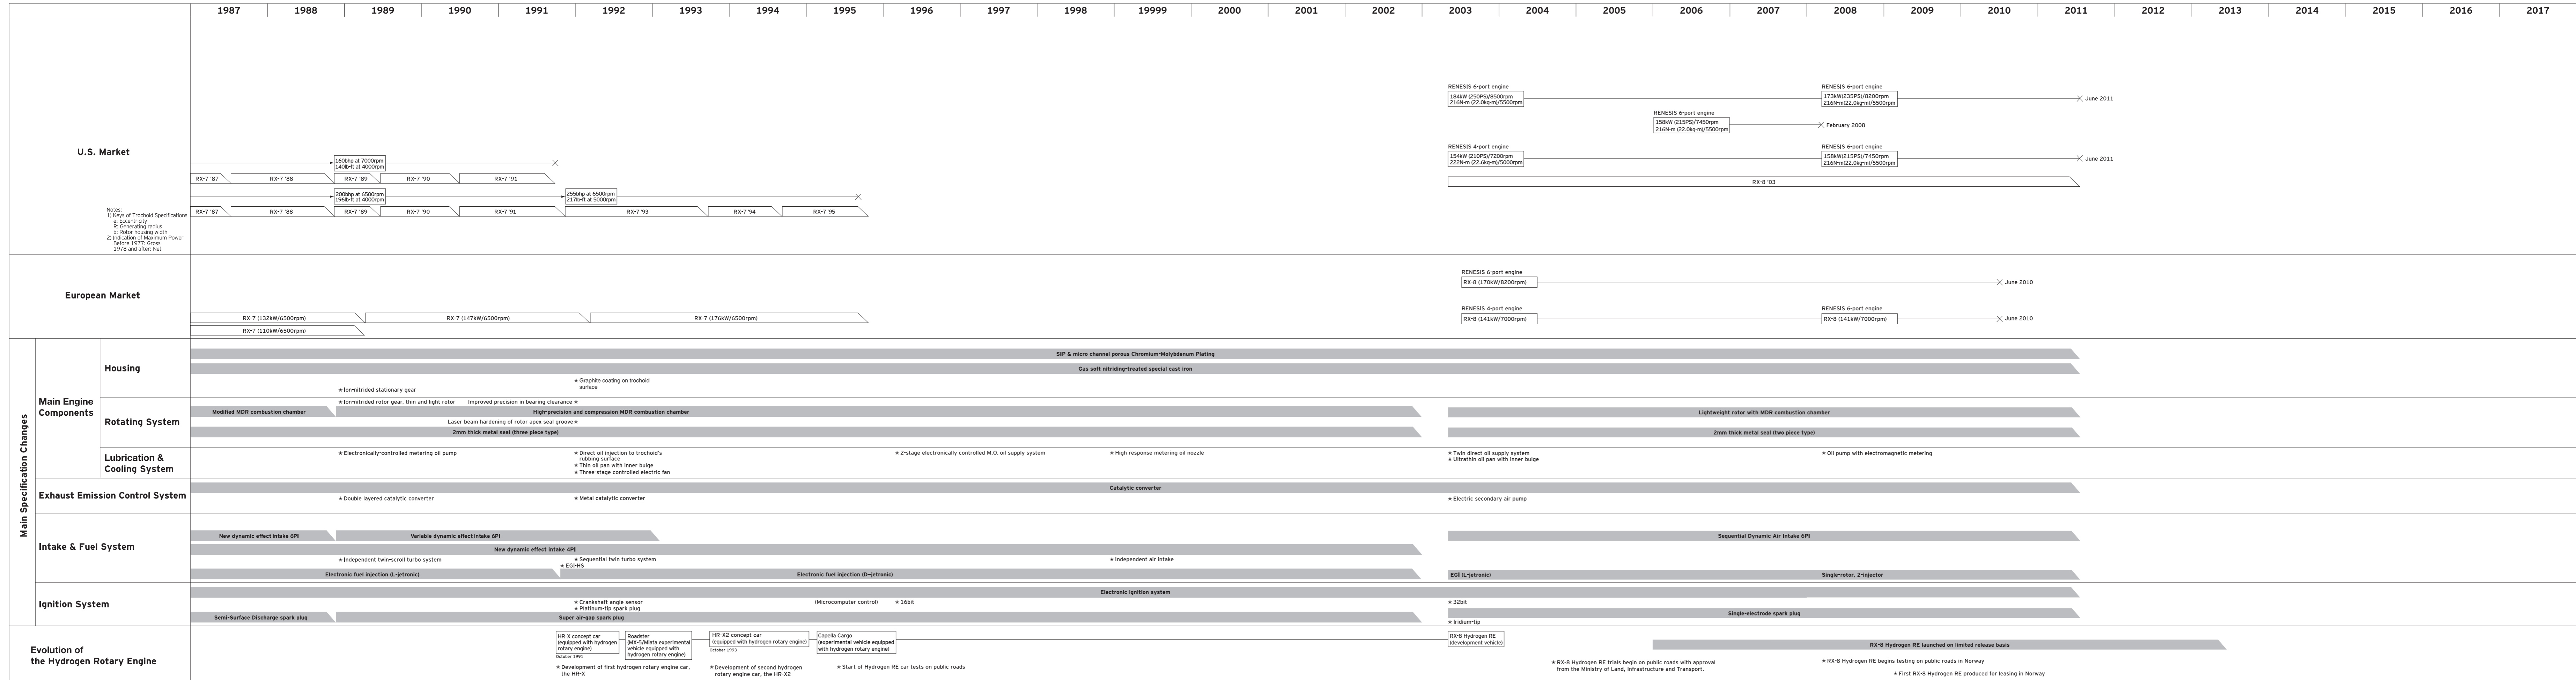 1987 1988 1989 1990 1991 1992 1993 1994 1995 1996 1997 1998 19999 2000 2001 2002 2003 2004 2005 2006 2007 2008 2009 2010 2011 2012 2013 2014 2015 2016 2017
U.S. Market
RENESIS 6-port engine
184kW (250PS)/8500rpm
216N-m (22.0kg-m)/5500rpm
RENESIS 6-port engine
173kW(235PS)/8200rpm
216N-m(22.0kg-m)/5500rpm
June 2011
RENESIS 6-port engine
158kW (215PS)/7450rpm
216N-m (22.0kg-m)/5500rpm
February 2008
RENESIS 4-port engine
154kW (210PS)/7200rpm
222N-m (22.6kg-m)/5000rpm
RENESIS 6-port engine
158kW(215PS)/7450rpm
216N-m(22.0kg-m)/5500rpm
June 2011
RX-8 '03
160bhp at 7000rpm
140lb-ft at 4000rpm
RX-7 '87 RX-7 '88 RX-7 '89 RX-7 '90 RX-7 '91
200bhp at 6500rpm
196lb-ft at 4000rpm
255bhp at 6500rpm
217lb-ft at 5000rpm
RX-7 '87 RX-7 '88 RX-7 '89 RX-7 '90 RX-7 '91 RX-7 '93 RX-7 '94 RX-7 '95
Notes:
1) Keys of Trochoid Specifications
e: Eccentricity
R: Generating radius
b: Rotor housing width
2) Indication of Maximum Power
Before 1977: Gross
1978 and after: Net
European Market
RENESIS 6-port engine
RX-8 (170kW/8200rpm)
June 2010
RENESIS 4-port engine
RX-8 (141kW/7000rpm)
RENESIS 6-port engine
RX-8 (141kW/7000rpm)
June 2010
RX-7 (132kW/6500rpm) RX-7 (147kW/6500rpm) RX-7 (176kW/6500rpm)
RX-7 (110kW/6500rpm)
Main Specification Changes
Main Engine
Components
Housing
SIP & micro channel porous Chromium-Molybdenum Plating
Gas soft nitriding-treated special cast iron
★ Graphite coating on trochoid
surface
★ Ion-nitrided stationary gear
Rotating System
★ Ion-nitrided rotor gear, thin and light rotor
Improved precision in bearing clearance ★
Modified MDR combustion chamber
High-precision and compression MDR combustion chamber
Lightweight rotor with MDR combustion chamber
Laser beam hardening of rotor apex seal groove★
2mm thick metal seal (three piece type)
2mm thick metal seal (two piece type)
Lubrication &
Cooling System
★ Electronically-controlled metering oil pump
★ Direct oil injection to trochoid's
rubbing surface
★ Thin oil pan with inner bulge
★ Three-stage controlled electric fan
★ 2-stage electronically controlled M.O. oil supply system
★ High response metering oil nozzle
★ Twin direct oil supply system
★ Ultrathin oil pan with inner bulge
★ Oil pump with electromagnetic metering
Exhaust Emission Control System
Catalytic converter
★ Double layered catalytic converter
★ Metal catalytic converter
★ Electric secondary air pump
Intake & Fuel System
New dynamic effect intake 6PI
Variable dynamic effect intake 6PI
Sequential Dynamic Air Intake 6PI
New dynamic effect intake 4PI
★ Independent twin-scroll turbo system
★ Sequential twin turbo system
★ Independent air intake
★ EGI-HS
Electronic fuel injection (L-jetronic)
Electronic fuel injection (D-jetronic)
EGI (L-jetronic)
Single-rotor, 2-injector
Ignition System
Electronic ignition system
★ Crankshaft angle sensor
★ Platinum-tip spark plug
(Microcomputer control)
★ 16bit
★ 32bit
Semi-Surface Discharge spark plug
Super air-gap spark plug
Single-electrode spark plug
★ Iridium-tip
Evolution of
the Hydrogen Rotary Engine
HR-X concept car
(equipped with hydrogen
rotary engine)
October 1991
Roadster
(MX-5/Miata experimental
vehicle equipped with
hydrogen rotary engine)
HR-X2 concept car
(equipped with hydrogen rotary engine)
October 1993
Capella Cargo
(experimental vehicle equipped
with hydrogen rotary engine)
RX-8 Hydrogen RE
(development vehicle)
RX-8 Hydrogen RE launched on limited release basis
★ Development of first hydrogen rotary engine car,
the HR-X
★ Development of second hydrogen
rotary engine car, the HR-X2
★ Start of Hydrogen RE car tests on public roads
★ RX-8 Hydrogen RE trials begin on public roads with approval
from the Ministry of Land, Infrastructure and Transport.
★ RX-8 Hydrogen RE begins testing on public roads in Norway
★ First RX-8 Hydrogen RE produced for leasing in Norway